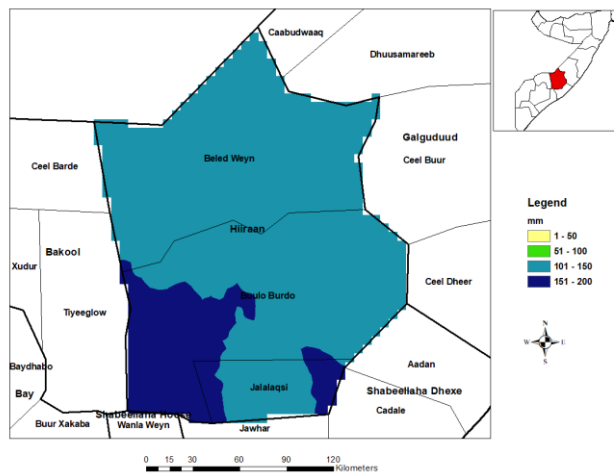 Caabudwaaq
Dhuusamareeb
Galguduud
Ceel Barde
Beled Weyn
Ceel Buur
Hiiraan
Bakool
Xudur
Ceel Dheer
Buulo Burdo
Tiyeeglow
Baydhabo
Aadan
Jalalaqsi
Bay
Shabeellaha Dhexe
Shabeellaha Hoose
Cadale
Buur Xakaba
Wanla Weyn
Jawhar
Legend
mm
1 - 50
51 - 100
101 - 150
151 - 200
N
W E
S
0 15 30 60 90 120
Kilometers